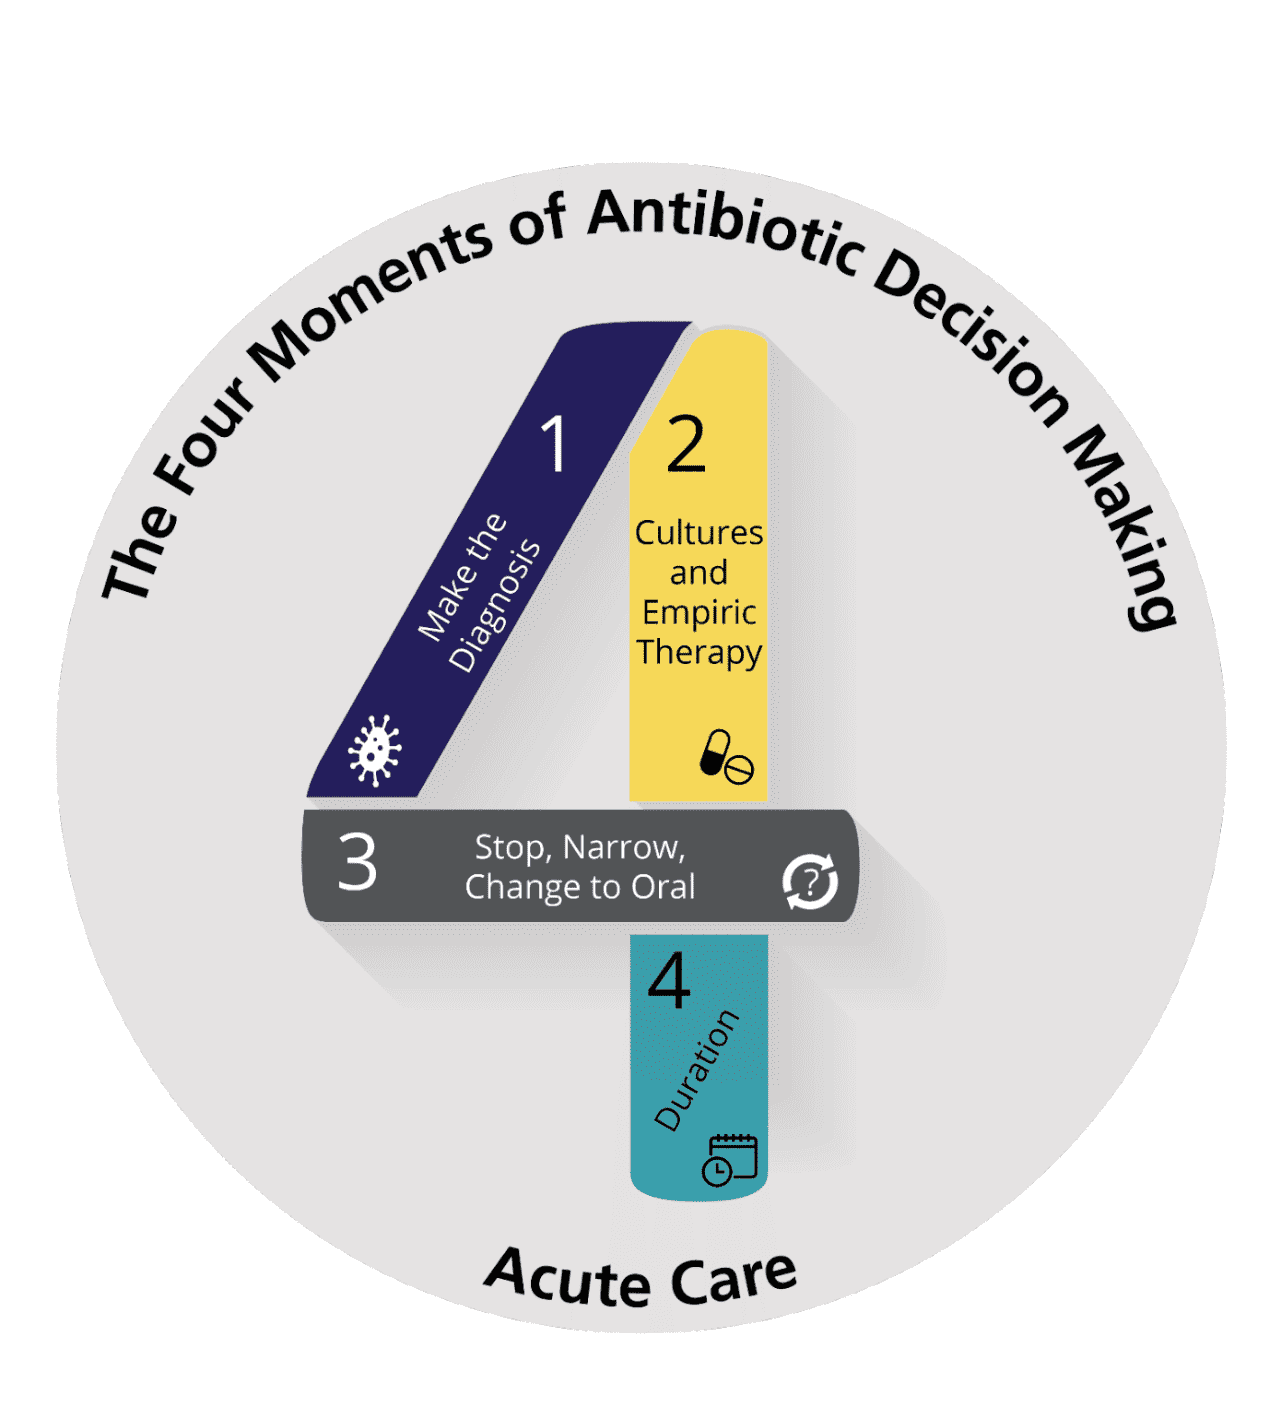 The Four Moments of Antibiotic Decision Making
1
Make the
Diagnosis
2
Cultures
and
Empiric
Therapy
3
Stop, Narrow,
Change to Oral
?
4
Duration
Acute Care